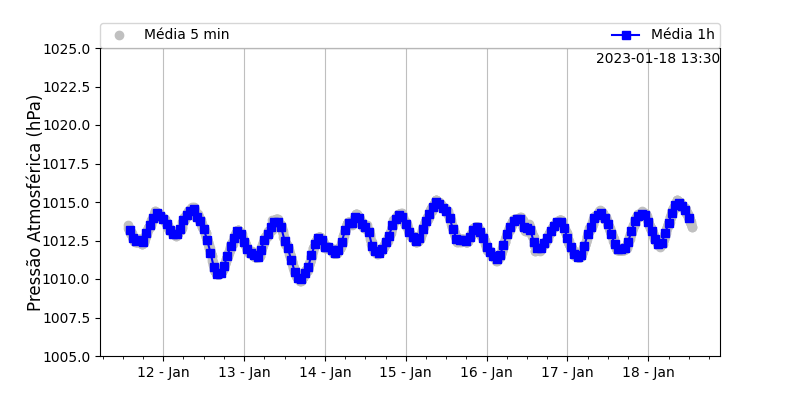 Média 5 min
Média 1h
2023-01-18 13:30
Pressão Atmosférica (hPa)
1025.0
1022.5
1020.0
1017.5
1015.0
1012.5
1010.0
1007.5
1005.0
12 - Jan
13 - Jan
14 - Jan
15 - Jan
16 - Jan
17 - Jan
18 - Jan